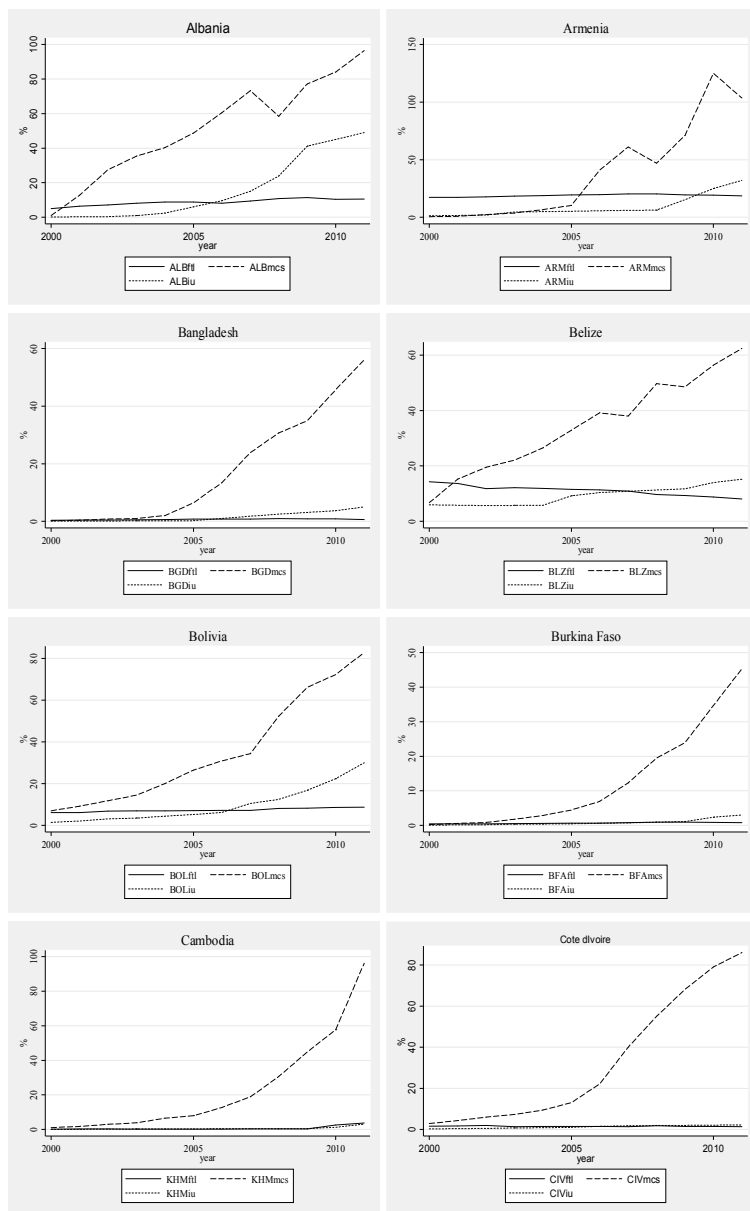 Albania
100
80
60
40
20
0
%
2000 2005 2010
year
ALBftl ALBmcs
ALBiu
Armenia
150
100
50
0
%
2000 2005 2010
year
ARMftl ARMmcs
ARMiu
Bangladesh
60
40
20
0
%
2000 2005 2010
year
BGDftl BGDmcs
BGDiu
Belize
60
40
20
0
%
2000 2005 2010
year
BLZftl BLZmcs
BLZiu
Bolivia
80
60
40
20
0
%
2000 2005 2010
year
BOLftl BOLmcs
BOLiu
Burkina Faso
50
40
30
20
10
0
%
2000 2005 2010
year
BFAftl BFAmcs
BFAiu
Cambodia
100
80
60
40
20
0
%
2000 2005 2010
year
KHMftl KHMmcs
KHMiu
Cote dIvoire
80
60
40
20
0
%
2000 2005 2010
year
CIVftl CIVmcs
CIViu